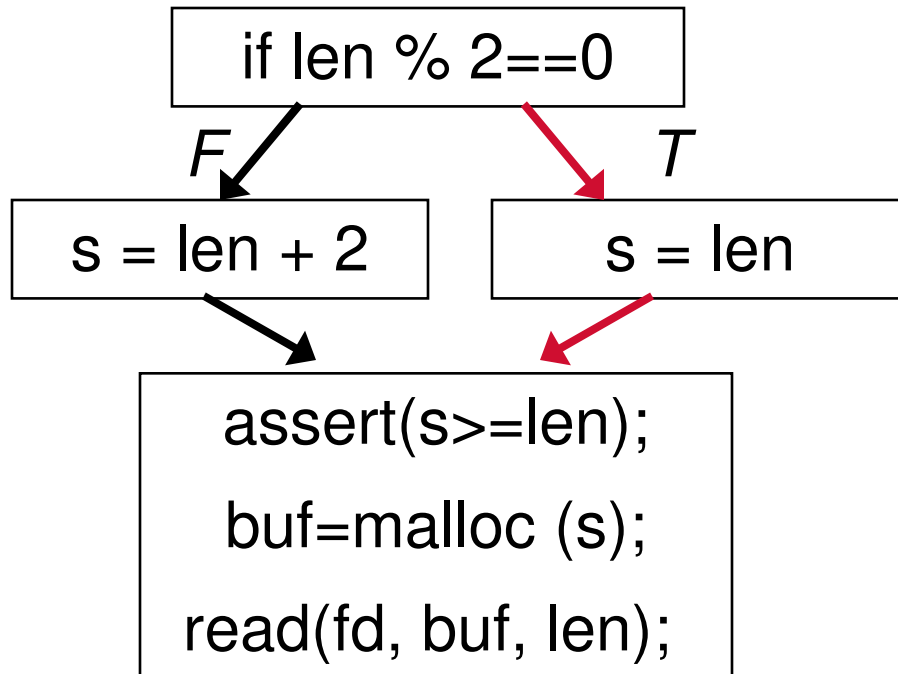 if len % 2==0
F
T
s = len + 2
s = len
assert(s>=len);
buf=malloc (s);
read(fd, buf, len);